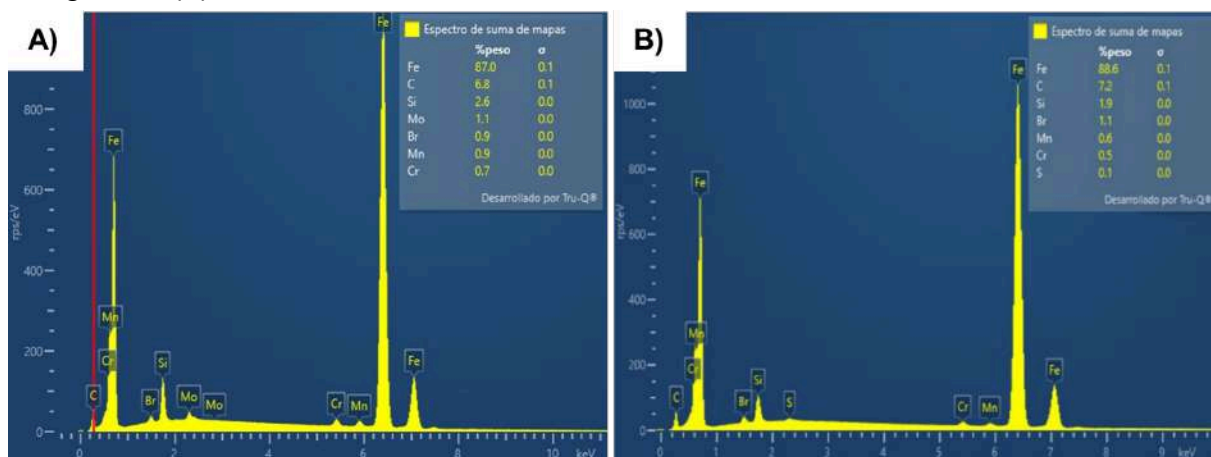 A)
Espectro de suma de mapas
%peso σ
Fe 87.0 0.1
C 6.8 0.1
Si 2.6 0.0
Mo 1.1 0.0
Br 0.9 0.0
Mn 0.9 0.0
Cr 0.7 0.0
Desarrollado por Tru-Q®
Fe
Fe
Mn
Cr
C
Br
Si
Mo
Mo
Cr
Mn
Fe
800
600
400
200
0
rps/eV
0 2 4 6 8 10 keV
B)
Espectro de suma de mapas
%peso σ
Fe 88.6 0.1
C 7.2 0.1
Si 1.9 0.0
Br 1.1 0.0
Mn 0.6 0.0
Cr 0.5 0.0
S 0.1 0.0
Desarrollado por Tru-Q®
Fe
Fe
Mn
Cr
C
Br
Si
S
Cr
Mn
Fe
1000
800
600
400
200
0
rps/eV
0 1 2 3 4 5 6 7 8 9 keV